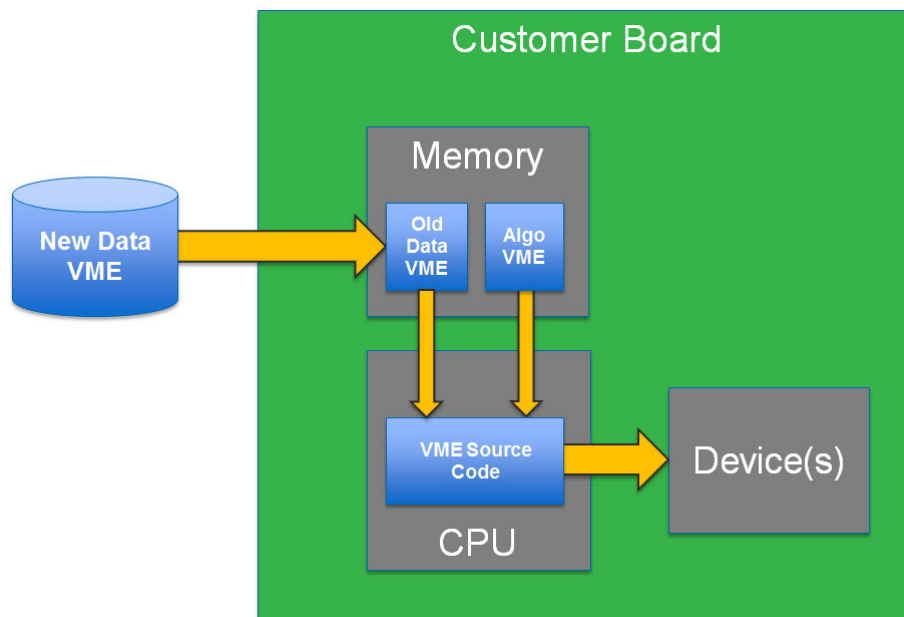 Customer Board
Memory
New Data
VME
Old
Data
VME
Algo
VME
VME Source
Code
CPU
Device(s)